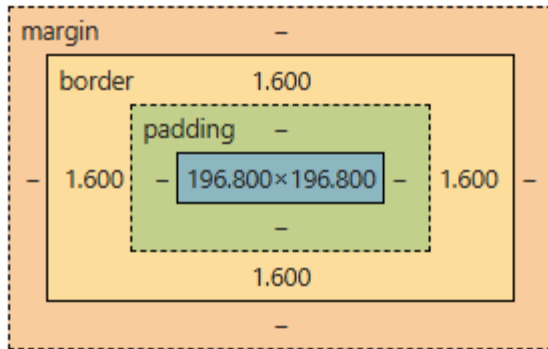 margin –
border 1.600
padding –
– 1.600 – 196.800×196.800 – 1.600 –
–
1.600
–